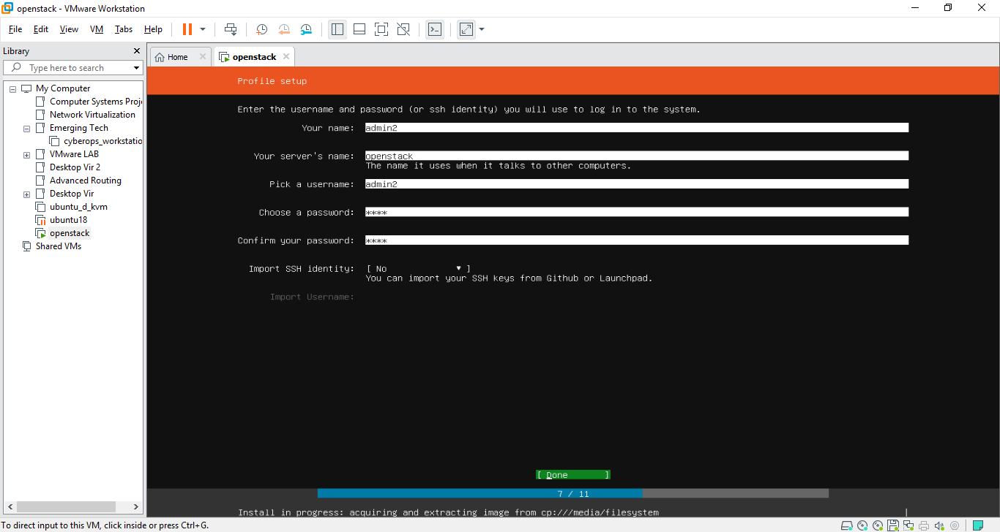 openstack - VMware Workstation
File Edit View VM Tabs Help
Library
Type here to search
Home
openstack
My Computer
Computer Systems Proj
Network Virtualization
Emerging Tech
cyberops_workstatio
VMware LAB
Desktop Vir 2
Advanced Routing
Desktop Vir
ubuntu_d_kvm
ubuntu18
openstack
Shared VMs
Profile setup
Enter the username and password (or ssh identity) you will use to log in to the system.
Your name: admin2
Your server's name: openstack
The name it uses when it talks to other computers.
Pick a username: admin2
Choose a password: ****
Confirm your password: ****
Import SSH identity: [ No ▾ ]
You can import your SSH keys from Github or Launchpad.
Import Username:
[ Done ]
7 / 11
Install in progress: acquiring and extracting image from cp:///media/filesystem
To direct input to this VM, click inside or press Ctrl+G.